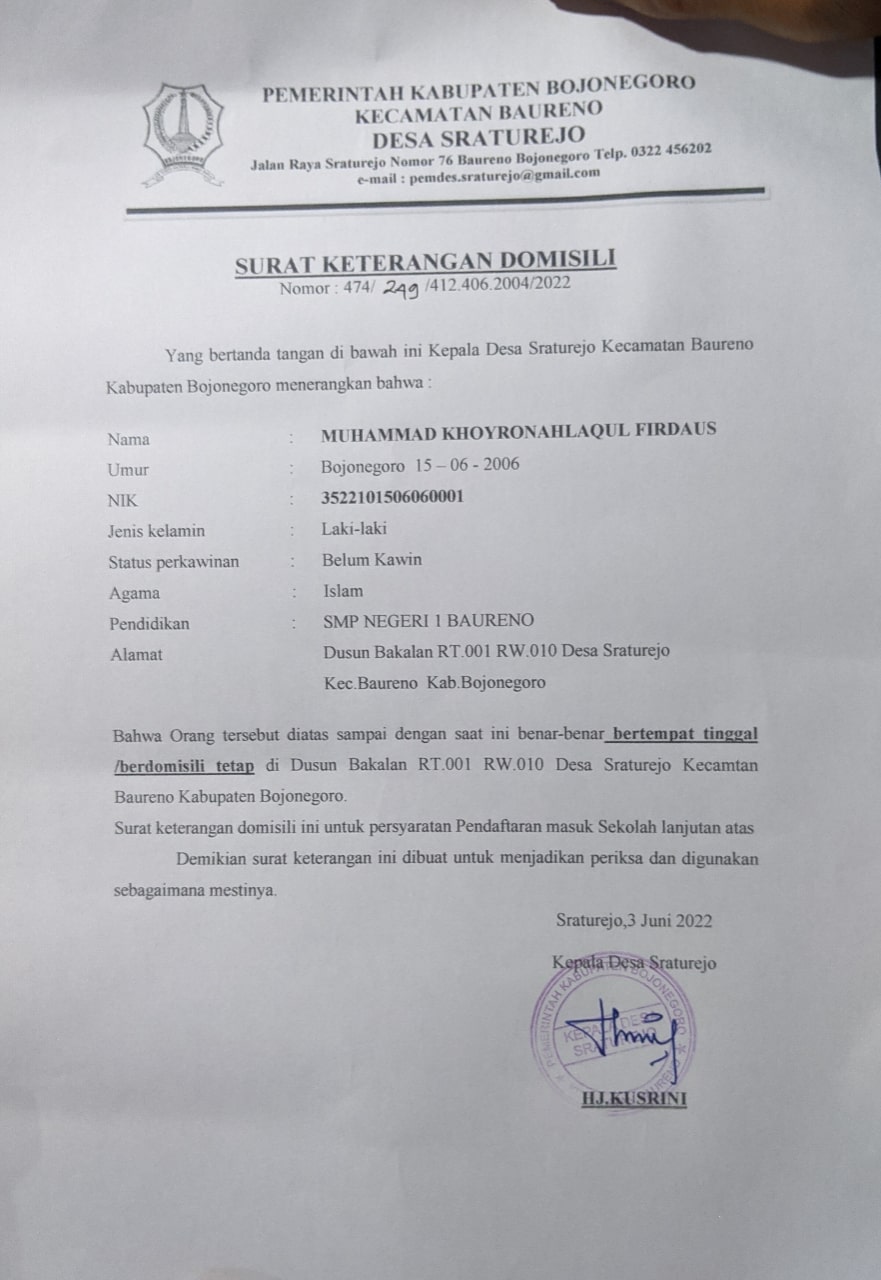 PEMERINTAH KABUPATEN BOJONEGORO
KECAMATAN BAURENO
DESA SRATUREJO
Jalan Raya Sraturejo Nomor 76 Baureno Bojonegoro Telp. 0322 456202
e-mail : pemdes.sraturejo@gmail.com
SURAT KETERANGAN DOMISILI
Nomor : 474/ 249 /412.406.2004/2022
Yang bertanda tangan di bawah ini Kepala Desa Sraturejo Kecamatan Baureno
Kabupaten Bojonegoro menerangkan bahwa :
Nama : MUHAMMAD KHOYRONAHLAQUL FIRDAUS
Umur : Bojonegoro 15 – 06 - 2006
NIK : 3522101506060001
Jenis kelamin : Laki-laki
Status perkawinan : Belum Kawin
Agama : Islam
Pendidikan : SMP NEGERI 1 BAURENO
Alamat Dusun Bakalan RT.001 RW.010 Desa Sraturejo
Kec.Baureno Kab.Bojonegoro
Bahwa Orang tersebut diatas sampai dengan saat ini benar-benar bertempat tinggal
/berdomisili tetap di Dusun Bakalan RT.001 RW.010 Desa Sraturejo Kecamtan
Baureno Kabupaten Bojonegoro.
Surat keterangan domisili ini untuk persyaratan Pendaftaran masuk Sekolah lanjutan atas
Demikian surat keterangan ini dibuat untuk menjadikan periksa dan digunakan
sebagaimana mestinya.
Sraturejo,3 Juni 2022
Kepala Desa Sraturejo
PEMERINTAH KABUPATEN BOJONEGORO
KEPALA DESA
SRATUREJO
HJ.KUSRINI